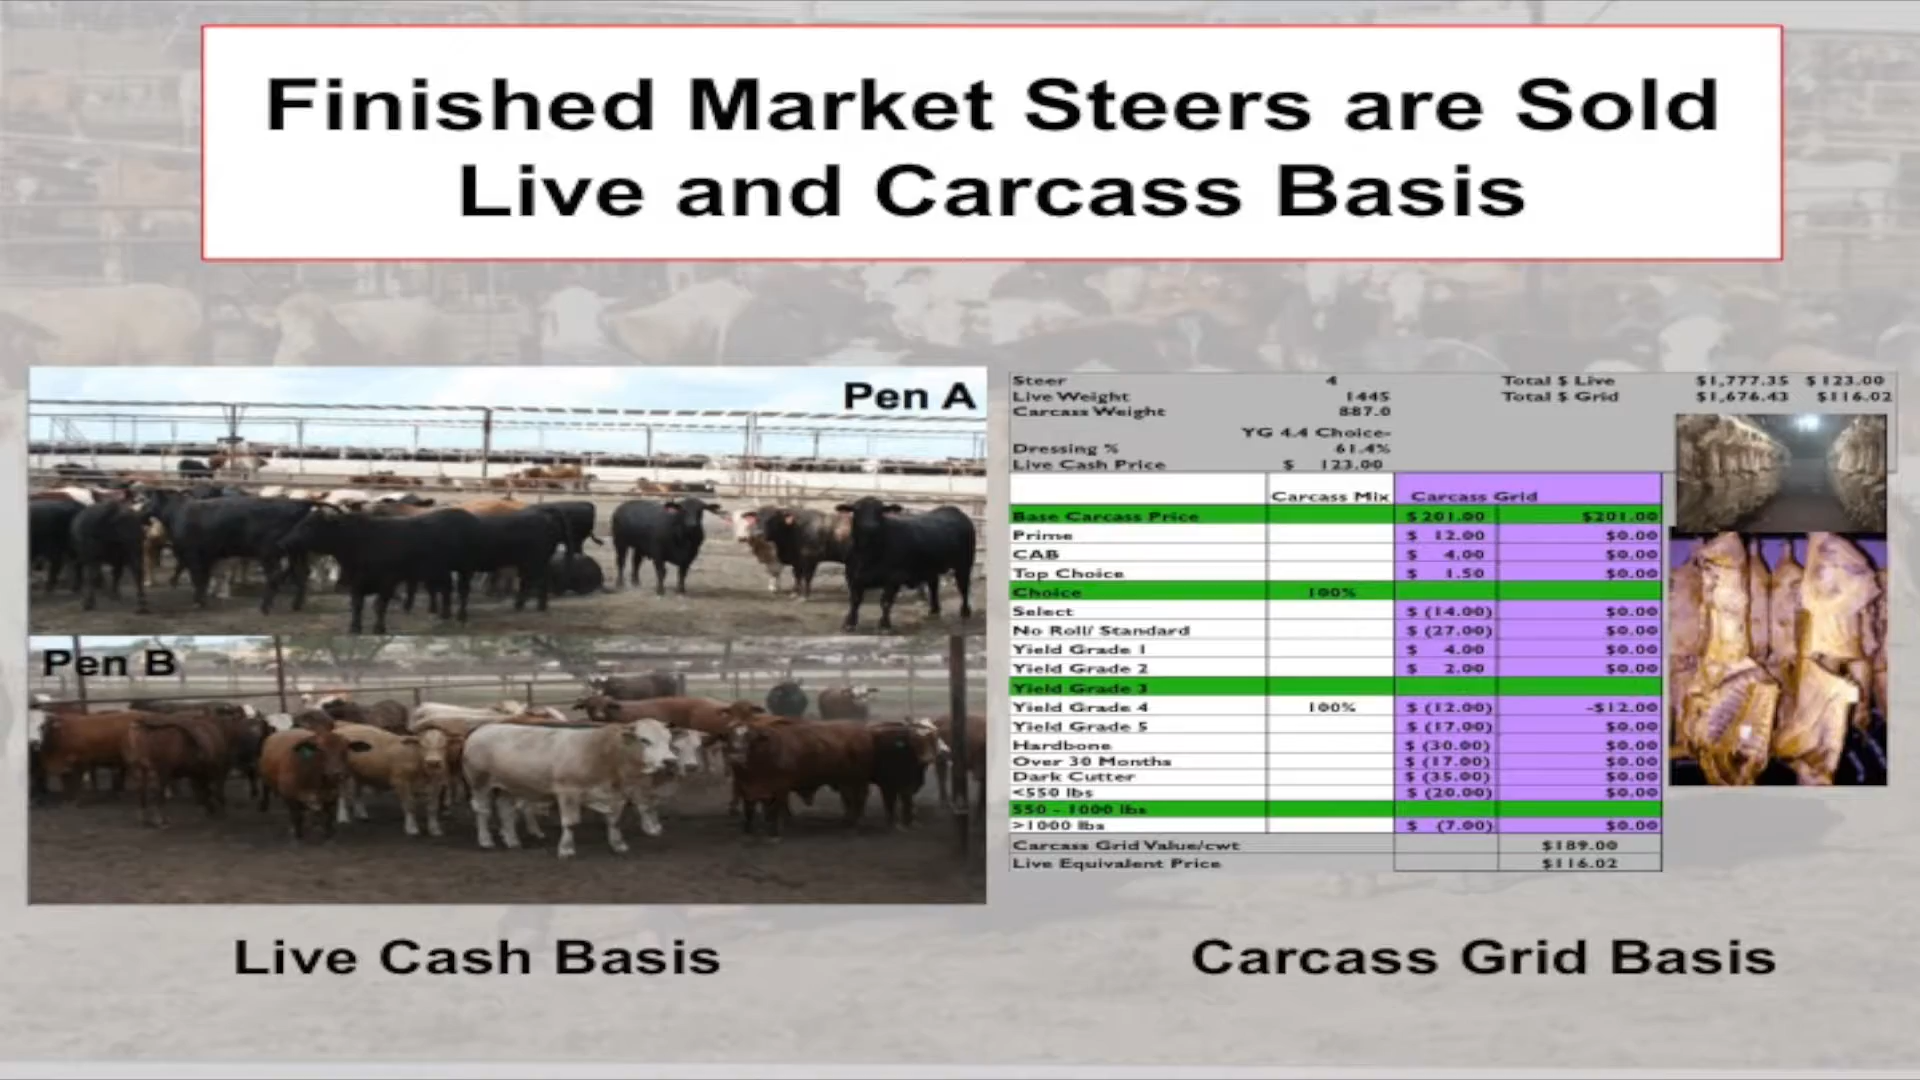 Finished Market Steers are Sold
Live and Carcass Basis
Pen A
Pen B
Live Cash Basis
Steer 4 Total $ Live $1,777.35 $ 123.00
Live Weight 1445 Total $ Grid $1,676.43 $116.02
Carcass Weight 887.0
YG 4.4 Choice-
Dressing % 61.4%
Live Cash Price $ 123.00
Carcass Mix Carcass Grid
Base Carcass Price $ 201.00 $201.00
Prime $ 12.00 $0.00
CAB $ 4.00 $0.00
Top Choice $ 1.50 $0.00
Choice 100%
Select $ (14.00) $0.00
No Roll/ Standard $ (27.00) $0.00
Yield Grade 1 $ 4.00 $0.00
Yield Grade 2 $ 2.00 $0.00
Yield Grade 3
Yield Grade 4 100% $ (12.00) -$12.00
Yield Grade 5 $ (17.00) $0.00
Hardbone $ (30.00) $0.00
Over 30 Months $ (17.00) $0.00
Dark Cutter $ (35.00) $0.00
<550 lbs $ (20.00) $0.00
550 - 1000 lbs
>1000 lbs $ (7.00) $0.00
Carcass Grid Value/cwt $189.00
Live Equivalent Price $116.02
Carcass Grid Basis